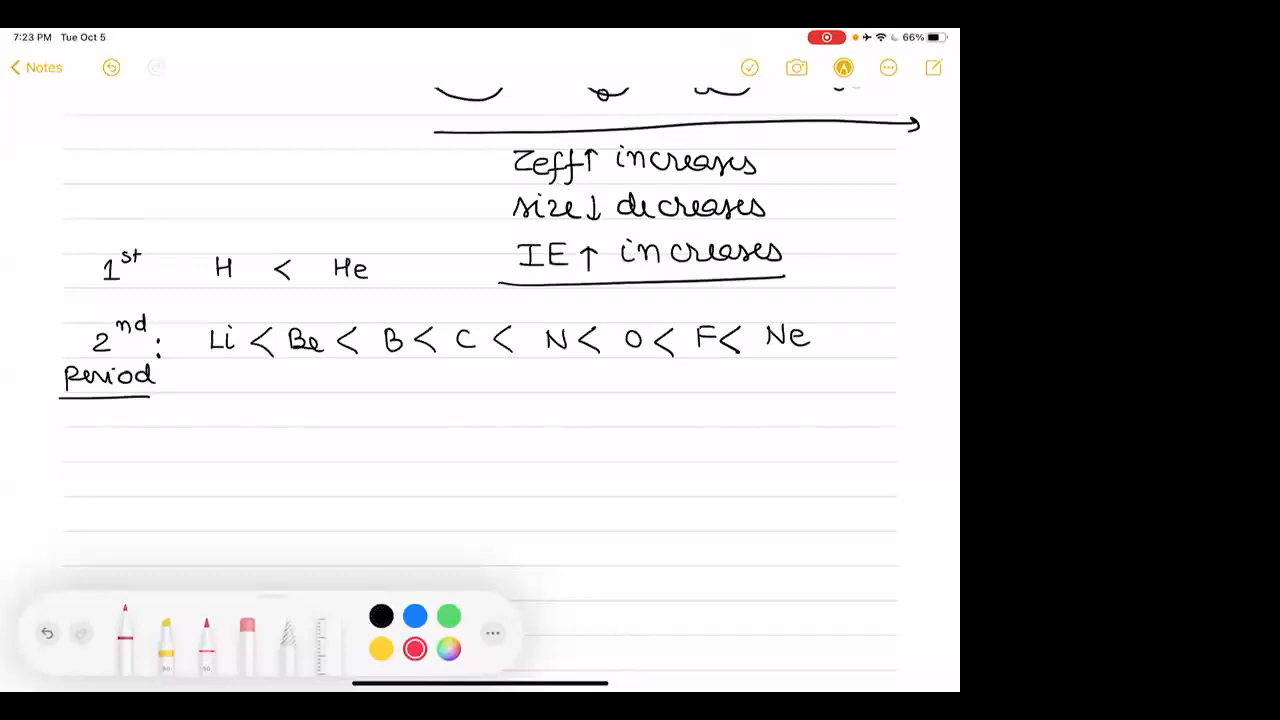 7:23 PM Tue Oct 5 66%
Notes
Zeff↑ increases
size↓ decreases
IE↑ increases
1st H < He
2nd: Li < Be < B < C < N < O < F < Ne
Period